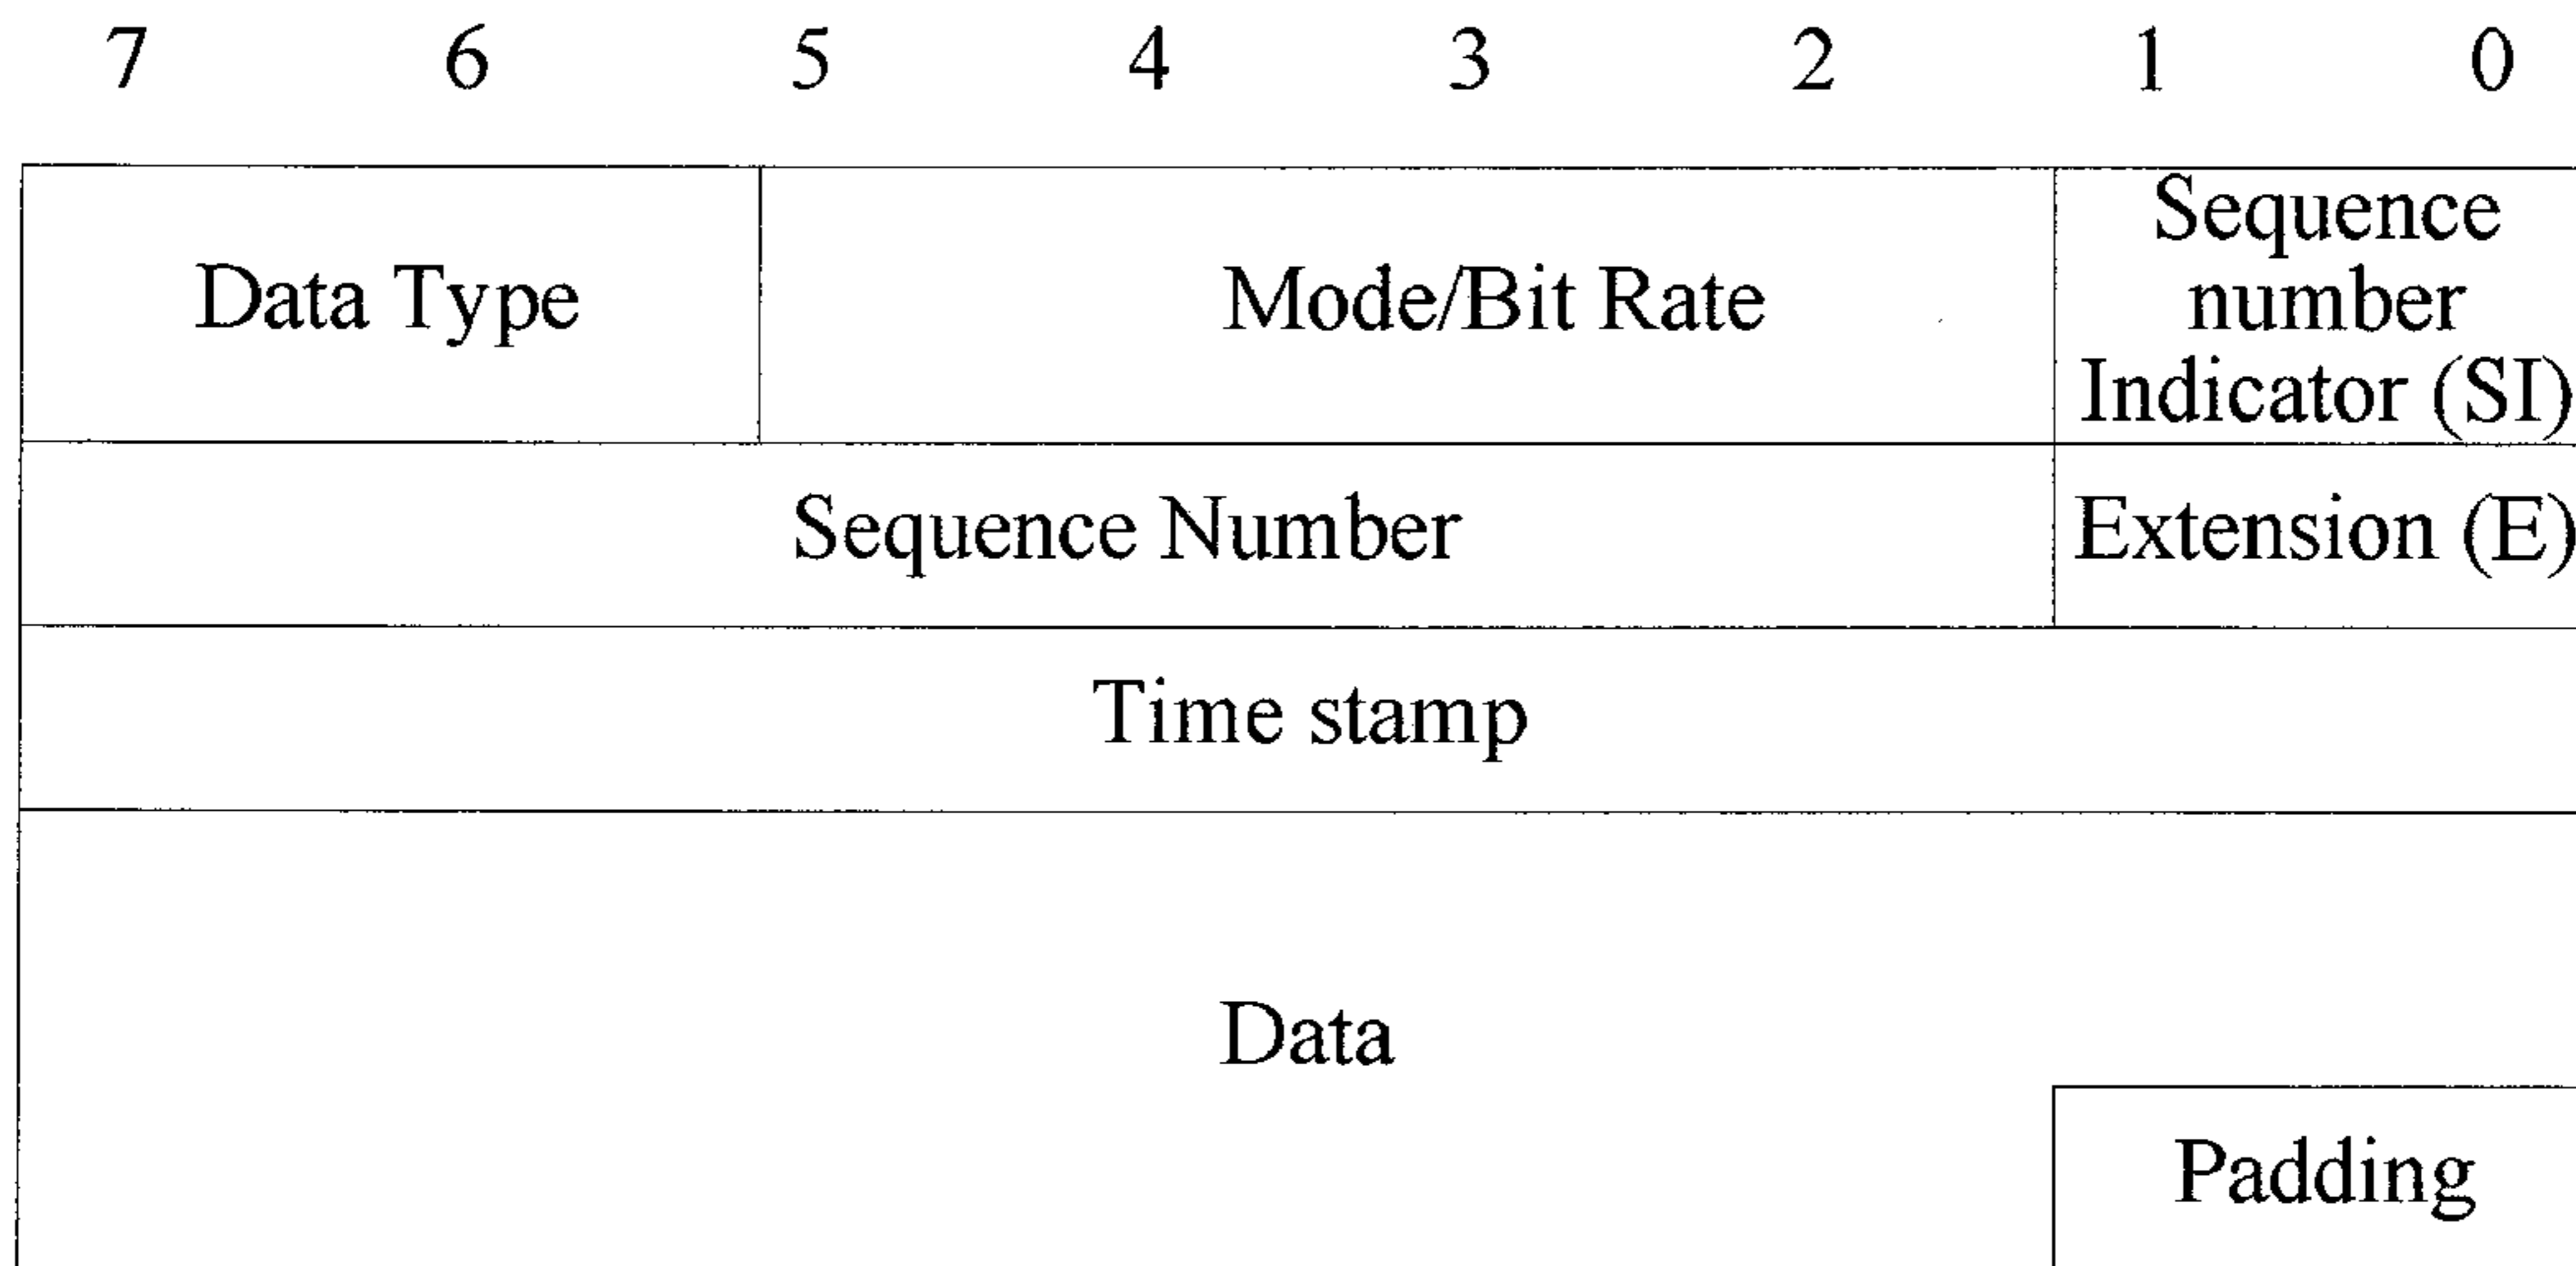 7 6 5 4 3 2 1 0
Data Type Mode/Bit Rate Sequence
number
Indicator (SI)
Sequence Number Extension (E)
Time stamp
Data
Padding